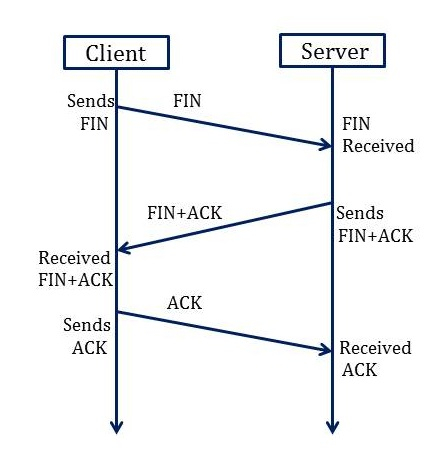 Client
Server
Sends
FIN
FIN
FIN
Received
FIN+ACK
Sends
FIN+ACK
Received
FIN+ACK
ACK
Sends
ACK
Received
ACK